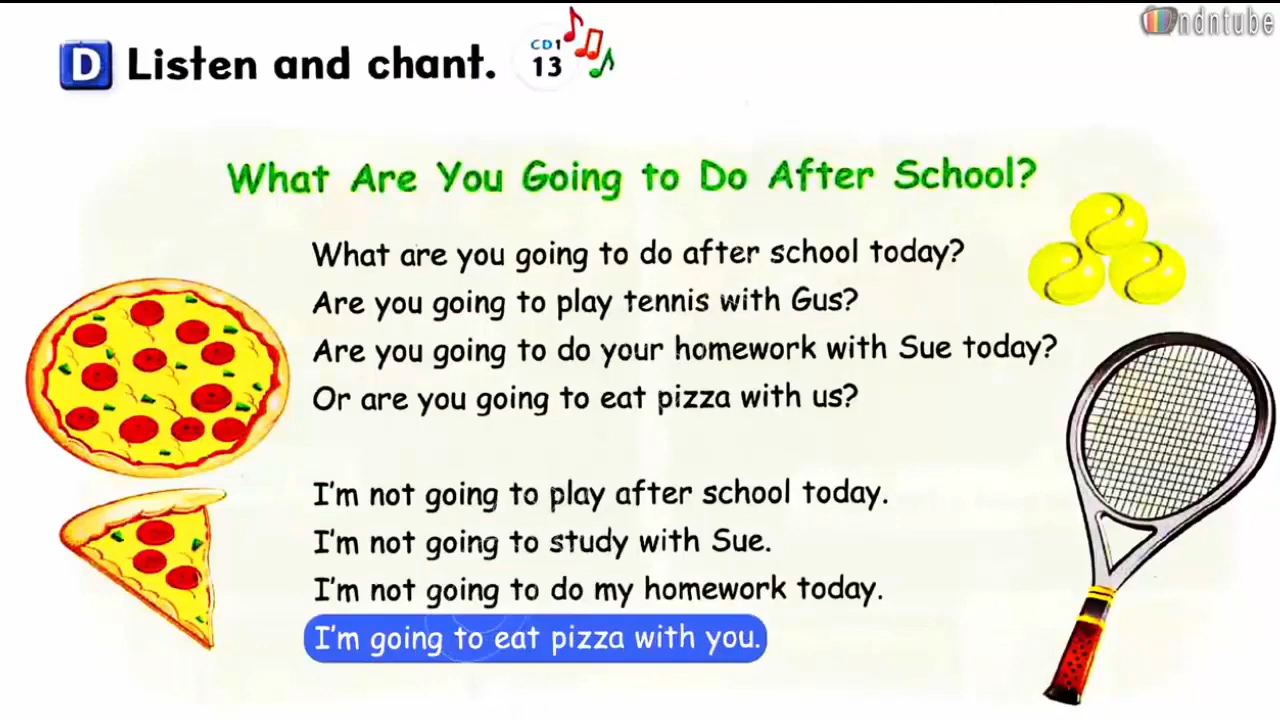 ndntube
D Listen and chant. CD1 13
What Are You Going to Do After School?
What are you going to do after school today?
Are you going to play tennis with Gus?
Are you going to do your homework with Sue today?
Or are you going to eat pizza with us?
I'm not going to play after school today.
I'm not going to study with Sue.
I'm not going to do my homework today.
I'm going to eat pizza with you.